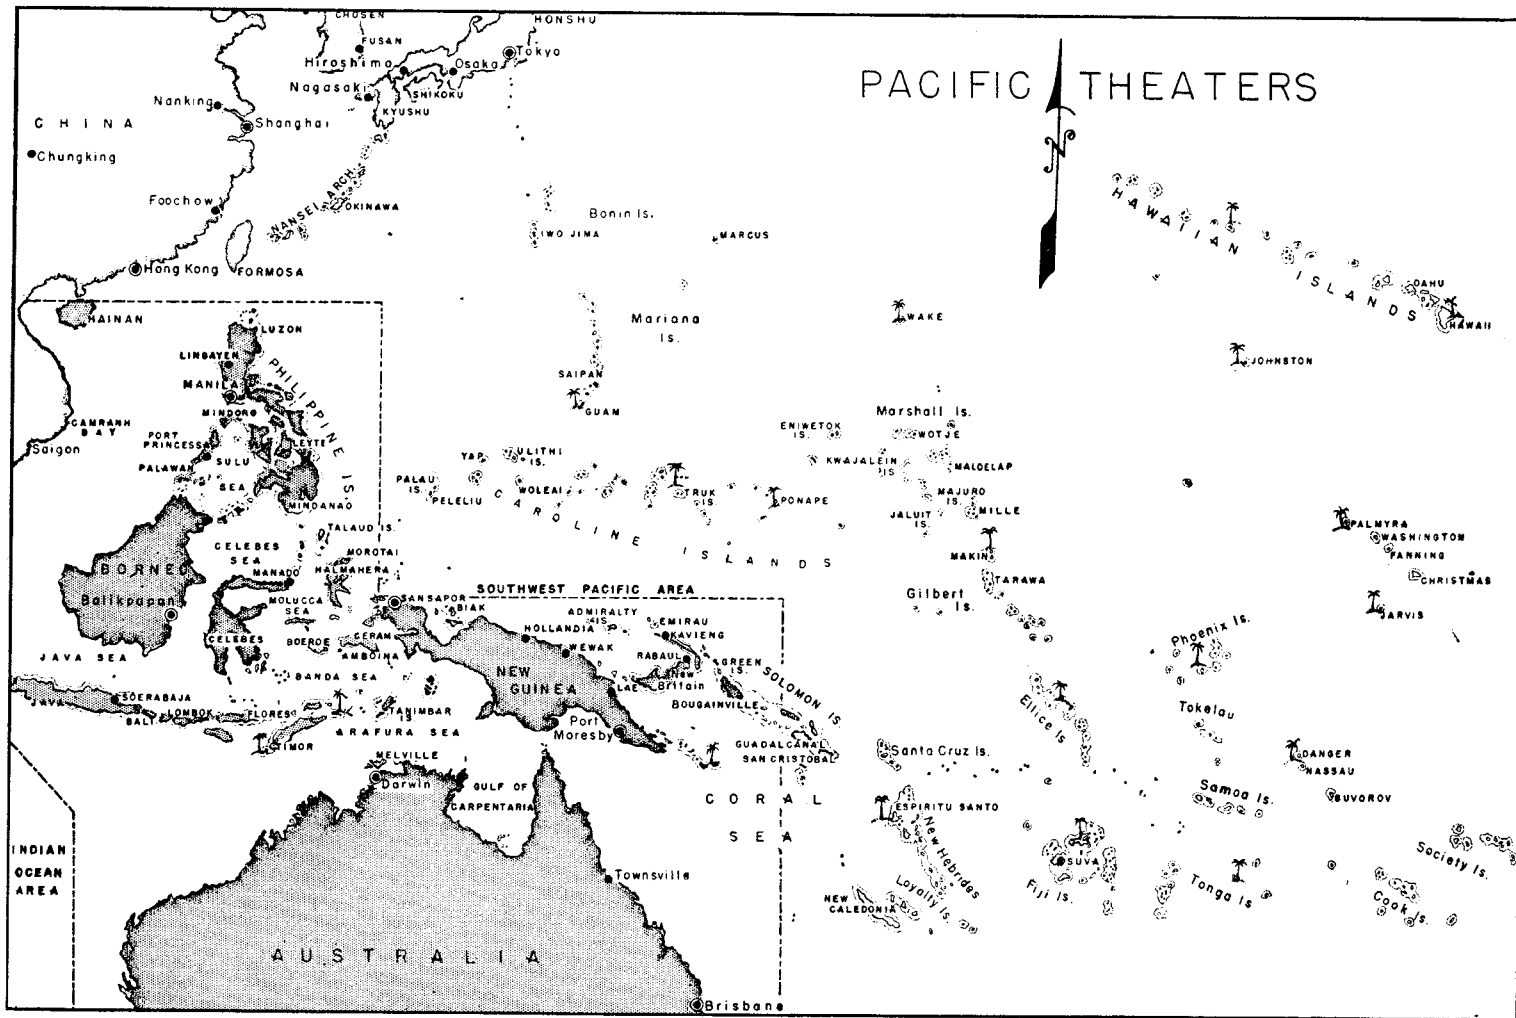 CHOSEN
HONSHU
FUSAN
Tokyo
Hiroshima
Osaka
PACIFIC THEATERS
N
Nagasaki
SHIKOKU
KYUSHU
Nanking
CHINA
Shanghai
Chungking
Foochow
NANSEI ARCH
OKINAWA
Bonin Is.
IWO JIMA
MARCUS
HAWAIIAN ISLANDS
OAHU
HAWAII
Hong Kong
FORMOSA
HAINAN
LUZON
Mariana
Is.
WAKE
LINGAYEN
PHILIPPINE IS
SAIPAN
JOHNSTON
MANILA
GUAM
MINDORO
Marshall Is.
CAMRANH
BAY
Saigon
PORT
PRINCESSA
LEYTE
ENIWETOK
IS.
WOTJE
SULU
SEA
PALAWAN
YAP
ULITHI
IS.
KWAJALEIN
IS
MALOELAP
PALAU
IS.
PELELIU
WOLEAI
TRUK
IS
PONAPE
MAJURO
IS.
MILLE
JALUIT
IS.
MINDANAO
CAROLINE ISLANDS
PALMYRA
WASHINGTON
FANNING
CHRISTMAS
JARVIS
TALAUD IS.
CELEBES
SEA
MOROTAI
HALMAHERA
MANADO
BORNEO
Balikpapan
MAKIN
TARAWA
Gilbert
Is.
SOUTHWEST PACIFIC AREA
SANSAPOR
BIAK
MOLUCCA
SEA
ADMIRALTY
IS
EMIRAU
KAVIENG
HOLLANDIA
WEWAK
Phoenix Is.
CELEBES
BOEROE
CERAM
AMBOINA
JAVA SEA
RABAUL
GREEN
IS.
SOLOMON IS
BANDA SEA
NEW
GUINEA
LAE
New
Britain
BOUGAINVILLE
JAVA
SOERABAJA
BALI
LOMBOK
FLORES
TANIMBAR
IS
Ellice Is
Tokelau
TIMOR
ARAFURA SEA
Port
Moresby
GUADALCANAL
SAN CRISTOBAL
Santa Cruz Is.
DANGER
NASSAU
MELVILLE
Darwin
GULF OF
CARPENTARIA
CORAL
SEA
ESPIRITU SANTO
Samoa Is.
SUVOROV
New Hebrides
INDIAN
OCEAN
AREA
Society Is.
SUVA
Fiji Is.
Townsville
NEW
CALEDONIA
Loyalty Is.
Tonga Is
Cook Is.
AUSTRALIA
Brisbane